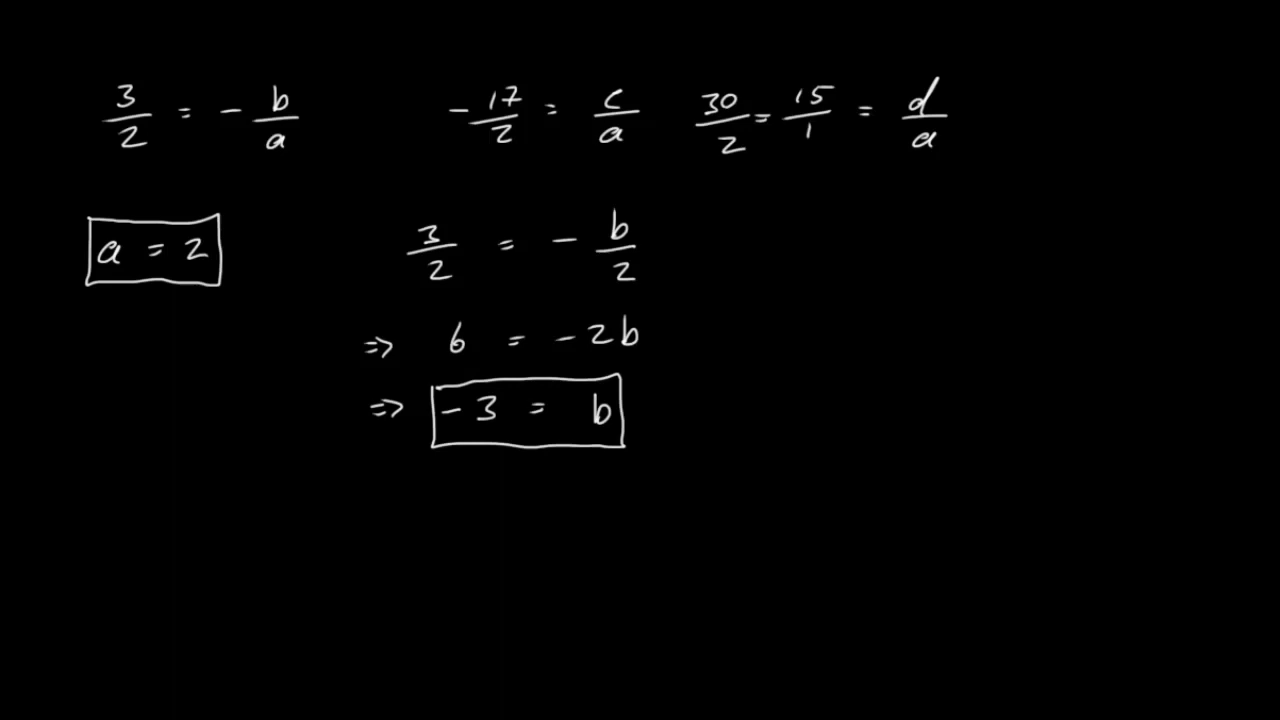 3/2 = - b/a    - 17/2 = c/a    30/2 = 15/1 = d/a
a = 2    3/2 = - b/2
⇒ 6 = - 2b
⇒ - 3 = b